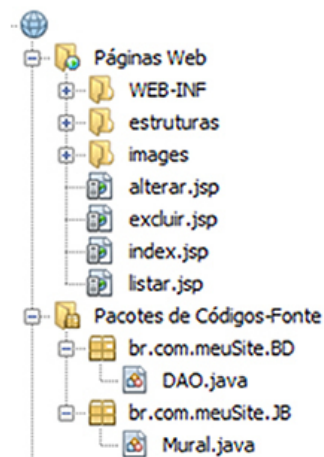 Páginas Web
WEB-INF
estruturas
images
alterar.jsp
excluir.jsp
index.jsp
listar.jsp
Pacotes de Códigos-Fonte
br.com.meuSite.BD
DAO.java
br.com.meuSite.JB
Mural.java